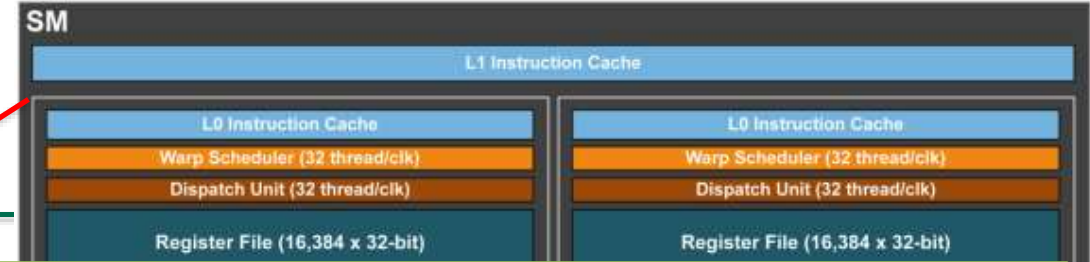 SM
L1 Instruction Cache
L0 Instruction Cache
Warp Scheduler (32 thread/clk)
Dispatch Unit (32 thread/clk)
Register File (16,384 x 32-bit)
L0 Instruction Cache
Warp Scheduler (32 thread/clk)
Dispatch Unit (32 thread/clk)
Register File (16,384 x 32-bit)